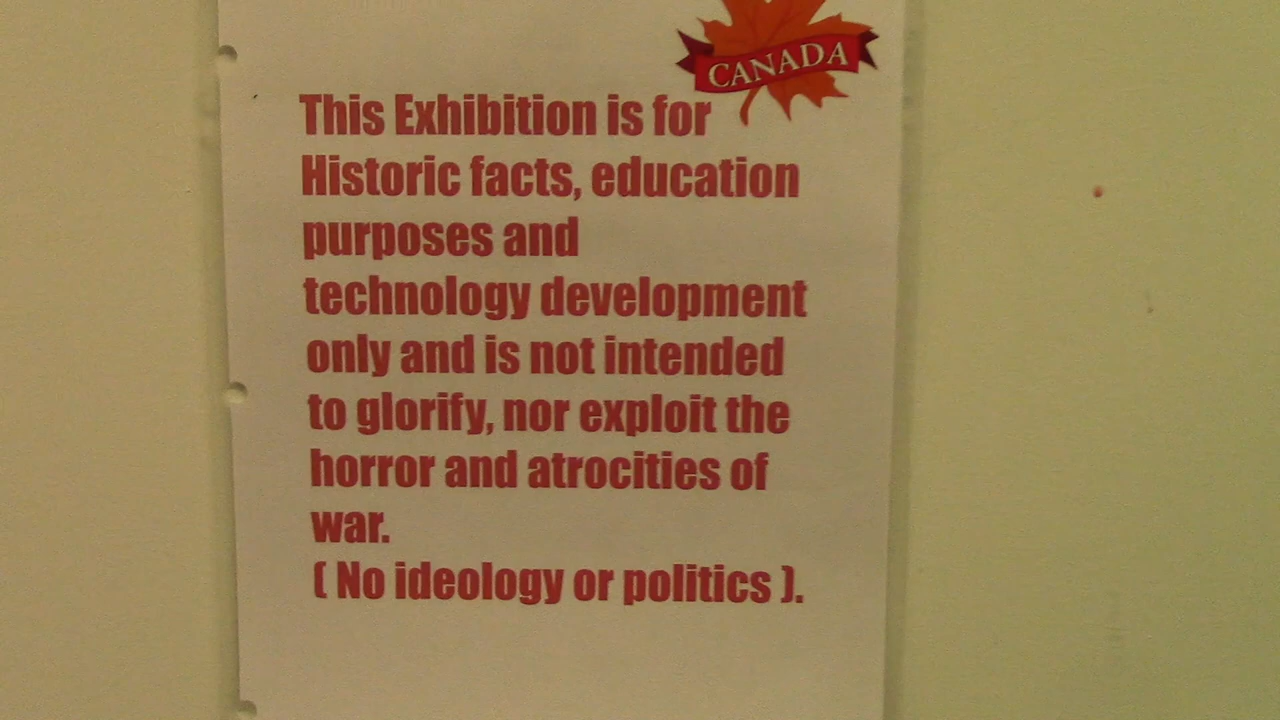 CANADA
This Exhibition is for
Historic facts, education
purposes and
technology development
only and is not intended
to glorify, nor exploit the
horror and atrocities of
war.
( No ideology or politics ).